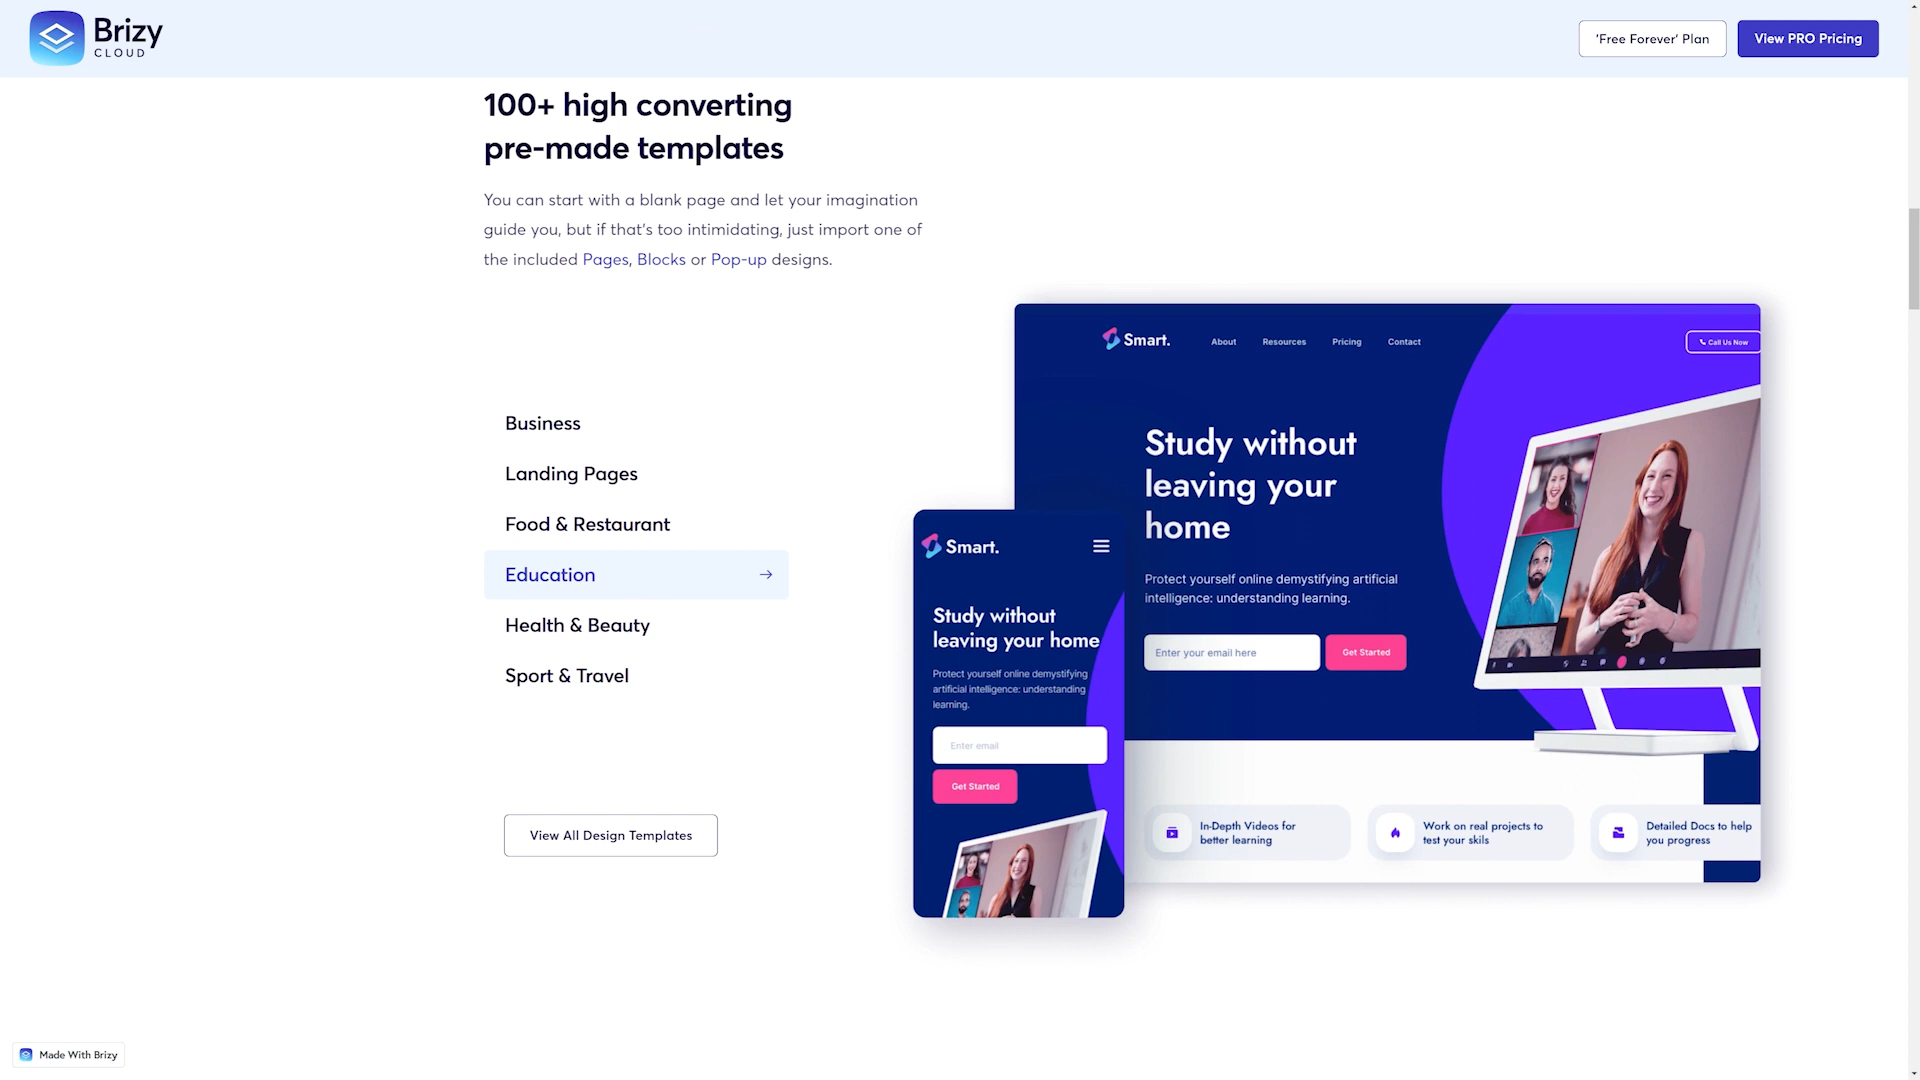 Brizy
CLOUD
'Free Forever' Plan
View PRO Pricing
100+ high converting
pre-made templates
You can start with a blank page and let your imagination
guide you, but if that's too intimidating, just import one of
the included Pages, Blocks or Pop-up designs.
Business
Landing Pages
Food & Restaurant
Education
Health & Beauty
Sport & Travel
View All Design Templates
Smart.
About
Resources
Pricing
Contact
Call Us Now
Study without
leaving your
home
Protect yourself online demystifying artificial
intelligence: understanding learning.
Enter your email here
Get Started
In-Depth Videos for
better learning
Work on real projects to
test your skils
Detailed Docs to help
you progress
Smart.
Study without
leaving your home
Protect yourself online demystifying
artificial intelligence: understanding
learning.
Enter email
Get Started
Made With Brizy